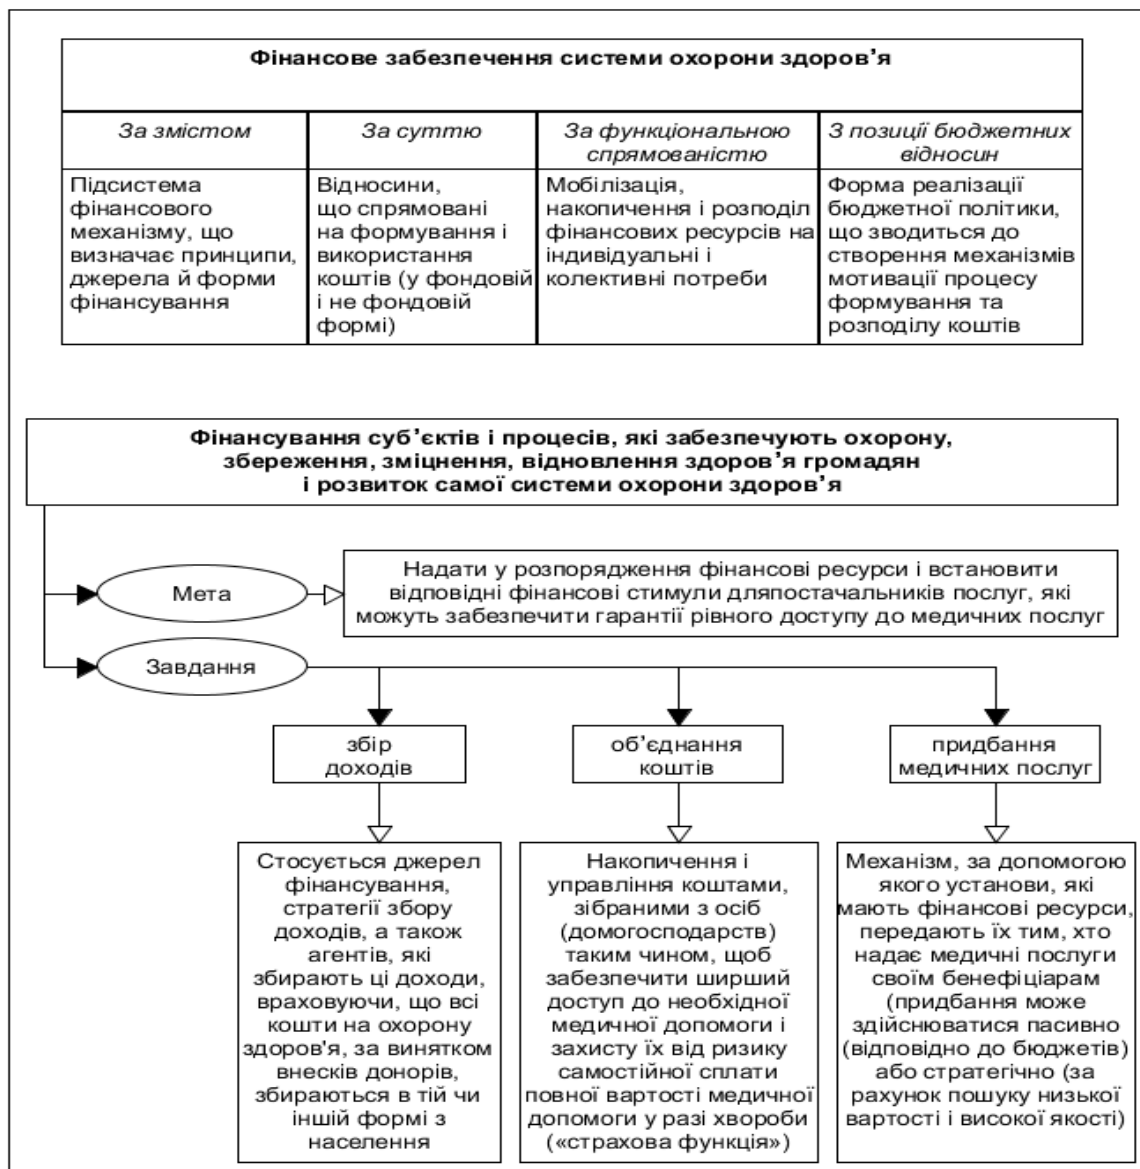 Фінансове забезпечення системи охорони здоров’я
За змістом
Підсистема
фінансового
механізму, що
визначає принципи,
джерела й форми
фінансування
За суттю
Відносини,
що спрямовані
на формування і
використання
коштів (у фондовій
і не фондовій
формі)
За функціональною
спрямованістю
Мобілізація,
накопичення і розподіл
фінансових ресурсів на
індивідуальні і
колективні потреби
З позиції бюджетних
відносин
Форма реалізації
бюджетної політики,
що зводиться до
створення механізмів
мотивації процесу
формування та
розподілу коштів
Фінансування суб’єктів і процесів, які забезпечують охорону,
збереження, зміцнення, відновлення здоров’я громадян
і розвиток самої системи охорони здоров’я
Мета
Надати у розпорядження фінансові ресурси і встановити
відповідні фінансові стимули дляпостачальників послуг, які
можуть забезпечити гарантії рівного доступу до медичних послуг
Завдання
збір
доходів
Стосується джерел
фінансування,
стратегії збору
доходів, а також
агентів, які
збирають ці доходи,
враховуючи, що всі
кошти на охорону
здоров'я, за винятком
внесків донорів,
збираються в тій чи
іншій формі з
населення
об’єднання
коштів
Накопичення і
управління коштами,
зібраними з осіб
(домогосподарств)
таким чином, щоб
забезпечити ширший
доступ до необхідної
медичної допомоги і
захисту їх від ризику
самостійної сплати
повної вартості медичної
допомоги у разі хвороби
(«страхова функція»)
придбання
медичних послуг
Механізм, за допомогою
якого установи, які
мають фінансові ресурси,
передають їх тим, хто
надає медичні послуги
своїм бенефіціарам
(придбання може
здійснюватися пасивно
(відповідно до бюджетів)
або стратегічно (за
рахунок пошуку низької
вартості і високої якості)